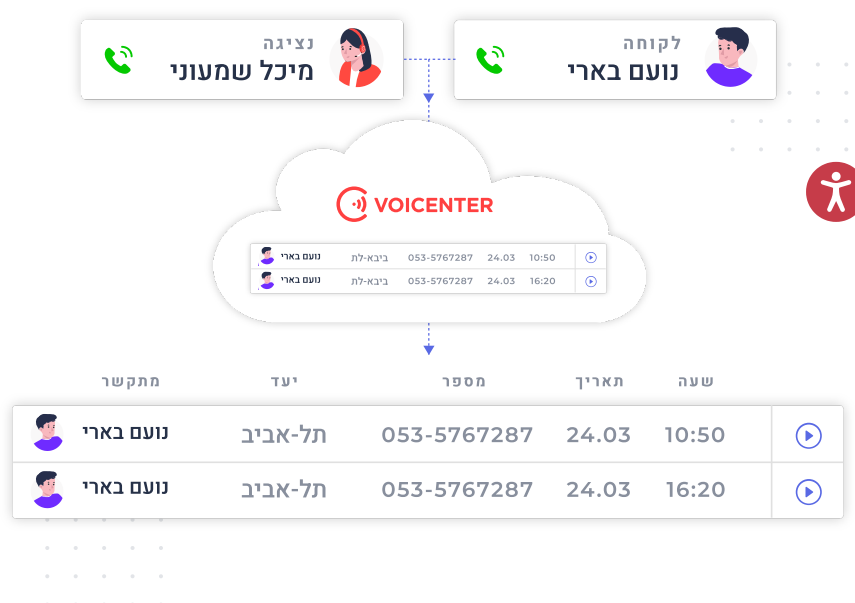 לקוחה
נועם בארי
נציגה
מיכל שמעוני
VOICENTER
נועם בארי ביבא-לת 053-5767287 24.03 10:50
נועם בארי ביבא-לת 053-5767287 24.03 16:20
שעה תאריך מספר יעד מתקשר
10:50 24.03 053-5767287 תל-אביב נועם בארי
16:20 24.03 053-5767287 תל-אביב נועם בארי